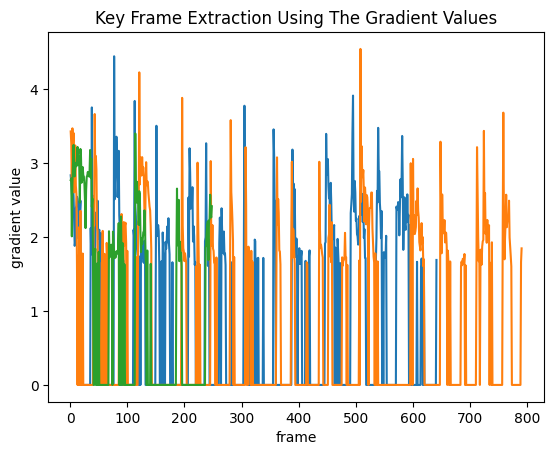 Key Frame Extraction Using The Gradient Values
gradient value
4
3
2
1
0
0 100 200 300 400 500 600 700 800
frame